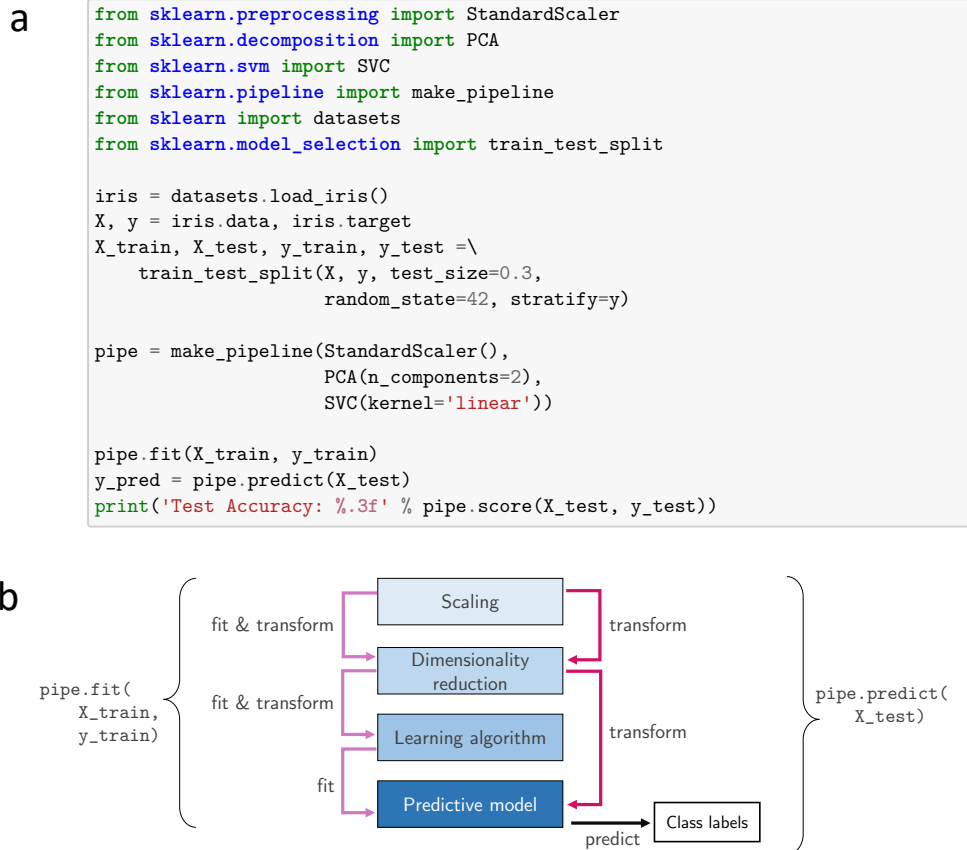 a
from sklearn.preprocessing import StandardScaler
from sklearn.decomposition import PCA
from sklearn.svm import SVC
from sklearn.pipeline import make_pipeline
from sklearn import datasets
from sklearn.model_selection import train_test_split

iris = datasets.load_iris()
X, y = iris.data, iris.target
X_train, X_test, y_train, y_test =\
    train_test_split(X, y, test_size=0.3,
                     random_state=42, stratify=y)

pipe = make_pipeline(StandardScaler(),
                     PCA(n_components=2),
                     SVC(kernel='linear'))

pipe.fit(X_train, y_train)
y_pred = pipe.predict(X_test)
print('Test Accuracy: %.3f' % pipe.score(X_test, y_test))
b
pipe.fit(
X_train,
y_train)
fit & transform
fit & transform
fit
Scaling
Dimensionality
reduction
Learning algorithm
Predictive model
transform
transform
predict
Class labels
pipe.predict(
X_test)